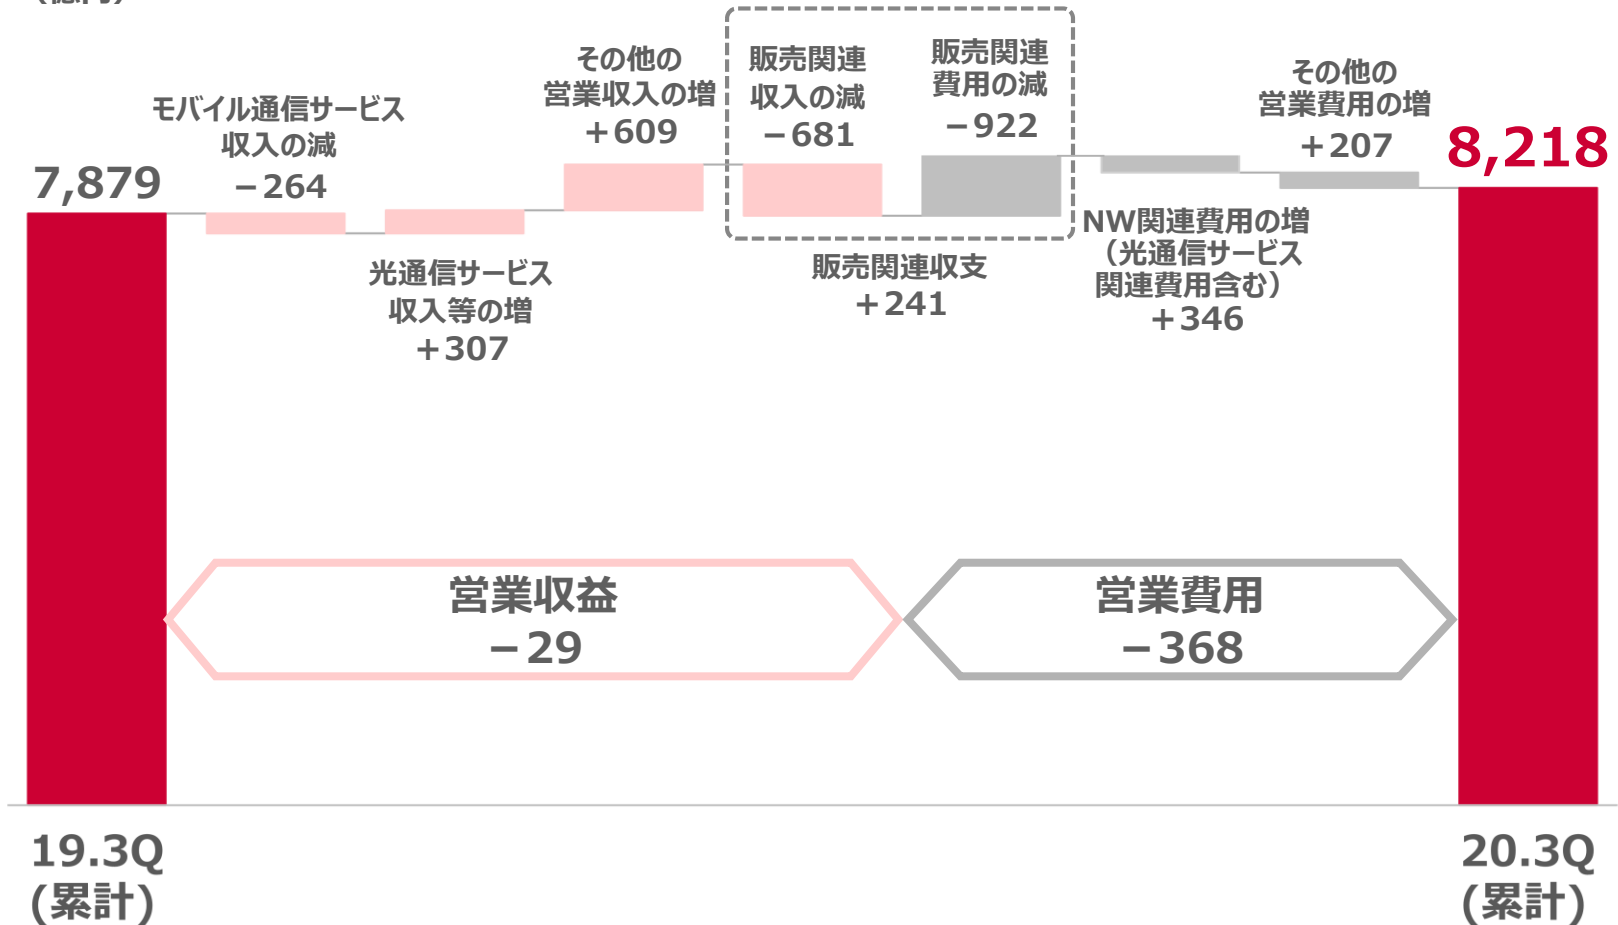 モバイル通信サービス
収入の減
−264
光通信サービス
収入等の増
+307
その他の
営業収入の増
+609
販売関連
収入の減
−681
販売関連
費用の減
−922
販売関連収支
+241
NW関連費用の増
（光通信サービス
関連費用含む）
+346
その他の
営業費用の増
+207
7,879
8,218
営業収益
−29
営業費用
−368
19.3Q
(累計)
20.3Q
(累計)